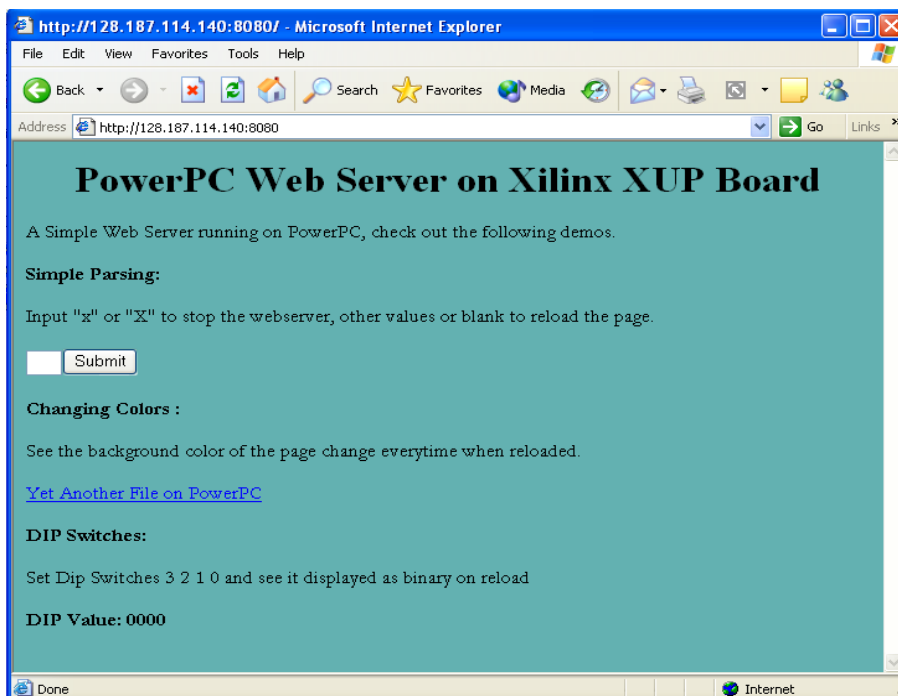 http://128.187.114.140:8080/ - Microsoft Internet Explorer
File Edit View Favorites Tools Help
Back Search Favorites Media
Address http://128.187.114.140:8080 Go Links »
PowerPC Web Server on Xilinx XUP Board
A Simple Web Server running on PowerPC, check out the following demos.
Simple Parsing:
Input "x" or "X" to stop the webserver, other values or blank to reload the page.
Submit
Changing Colors :
See the background color of the page change everytime when reloaded.
Yet Another File on PowerPC
DIP Switches:
Set Dip Switches 3 2 1 0 and see it displayed as binary on reload
DIP Value: 0000
Done Internet